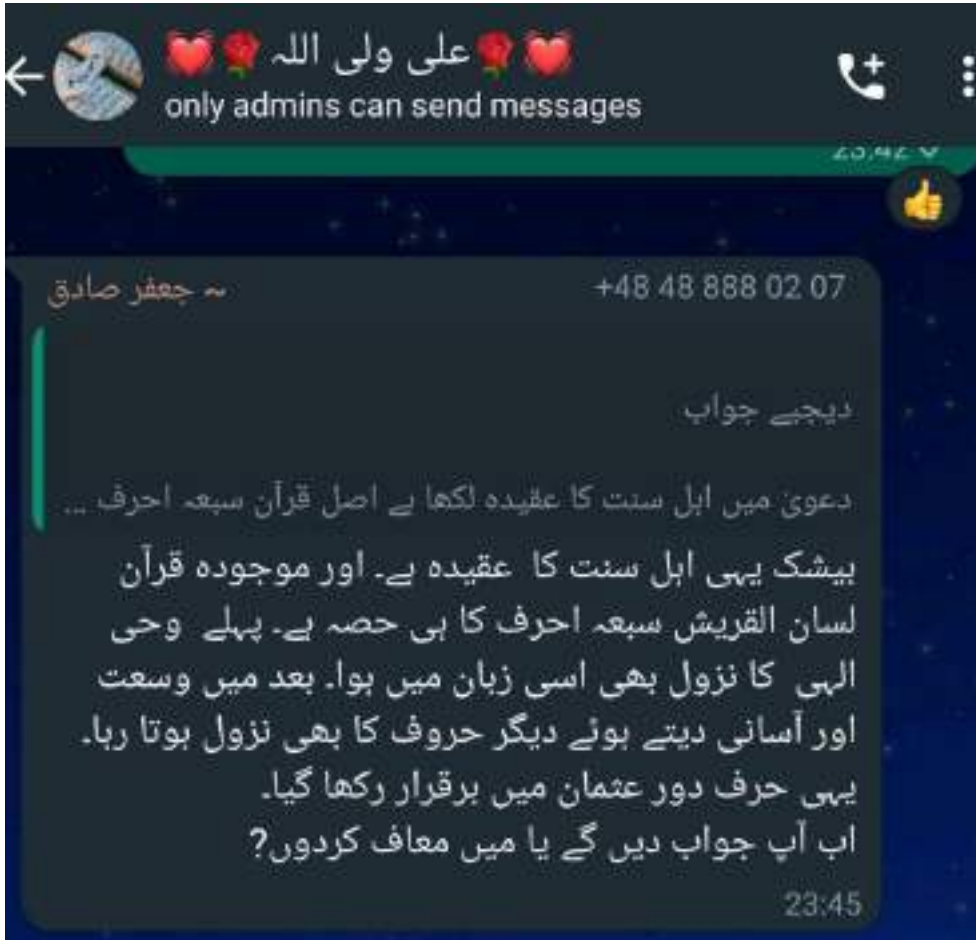 💓🌹علی ولی اللہ🌹💓
only admins can send messages
~ جعفر صادق
+48 48 888 02 07
دیجیے جواب
دعویٰ میں اہل سنت کا عقیدہ لکھا ہے اصل قرآن سبعہ احرف ...
بیشک یہی اہل سنت کا عقیدہ ہے۔ اور موجودہ قرآن
لسان القریش سبعہ احرف کا ہی حصہ ہے۔ پہلے وحی
الہی کا نزول بھی اسی زبان میں ہوا۔ بعد میں وسعت
اور آسانی دیتے ہوئے دیگر حروف کا بھی نزول ہوتا رہا۔
یہی حرف دور عثمان میں برقرار رکھا گیا۔
اب آپ جواب دیں گے یا میں معاف کردوں?
23:45